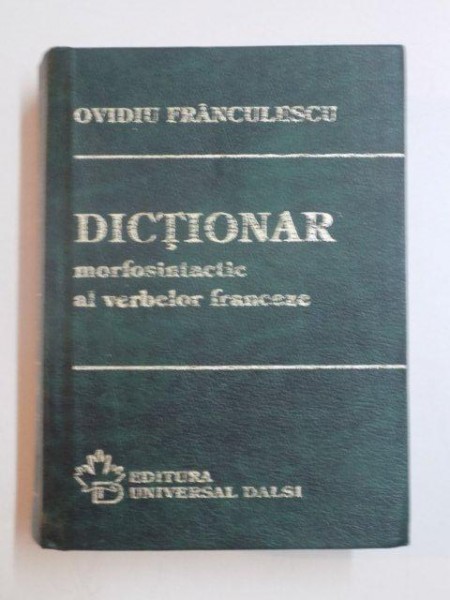 OVIDIU FRÂNCULESCU
DICȚIONAR
morfosintactic
al verbelor franceze
EDITURA
UNIVERSAL DALSI